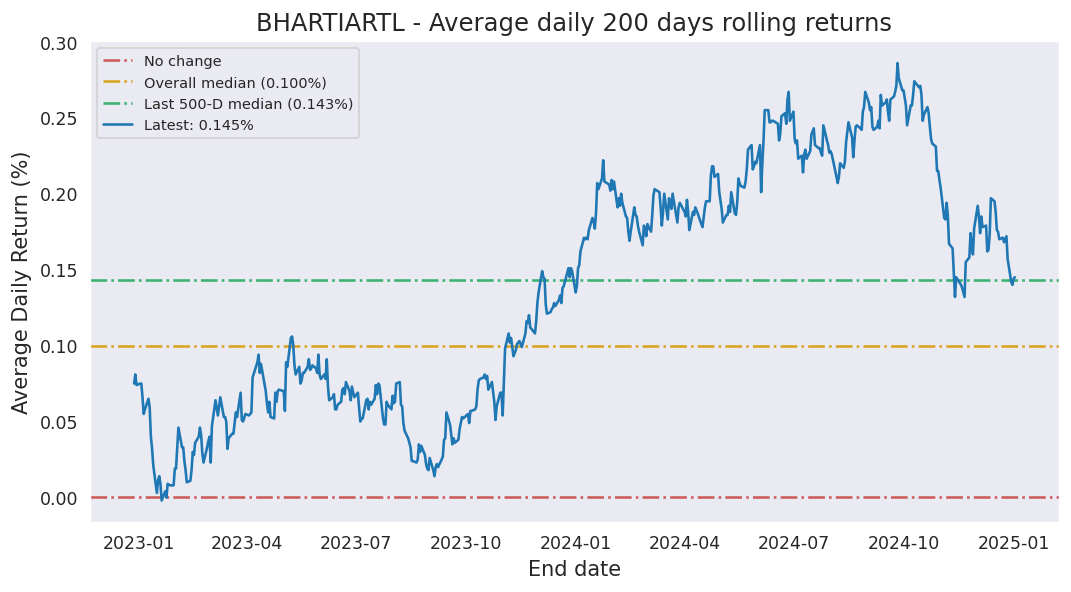 BHARTIARTL - Average daily 200 days rolling returns
No change
Overall median (0.100%)
Last 500-D median (0.143%)
Latest: 0.145%
Average Daily Return (%)
0.30
0.25
0.20
0.15
0.10
0.05
0.00
2023-01 2023-04 2023-07 2023-10 2024-01 2024-04 2024-07 2024-10 2025-01
End date